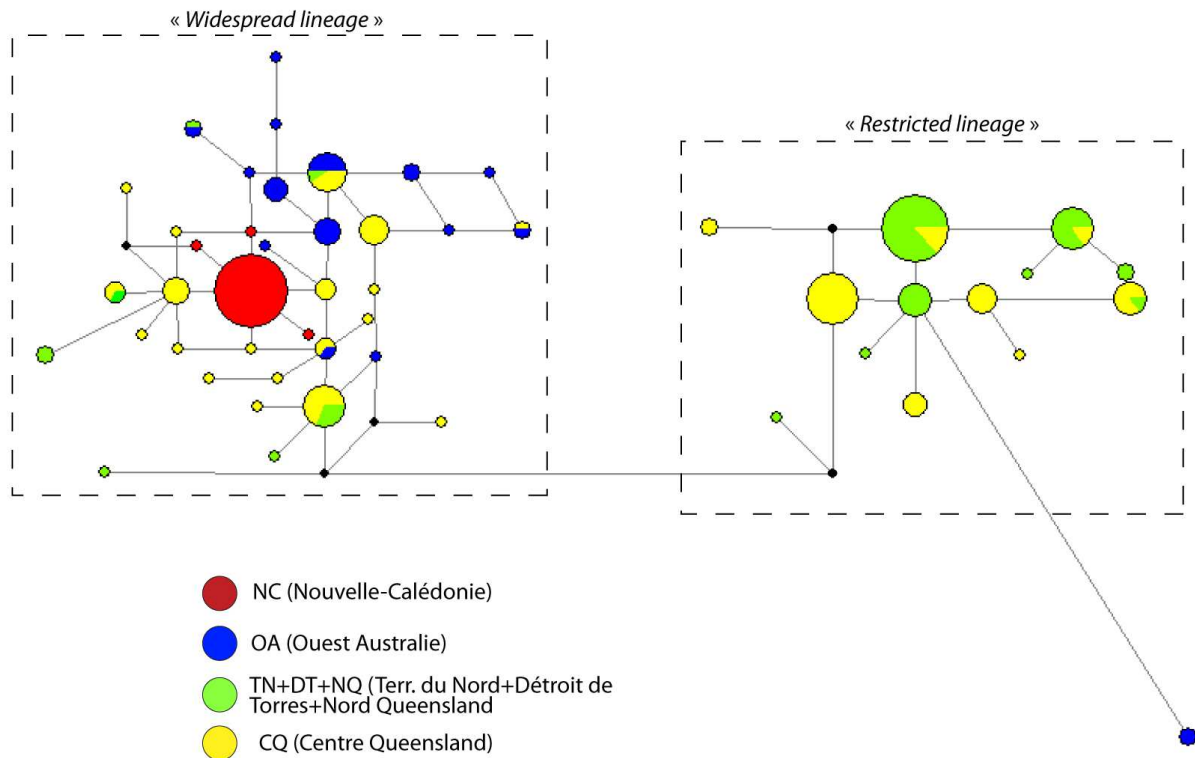 « Widespread lineage »
« Restricted lineage »
NC (Nouvelle-Calédonie)
OA (Ouest Australie)
TN+DT+NQ (Terr. du Nord+Détroit de
Torres+Nord Queensland
CQ (Centre Queensland)